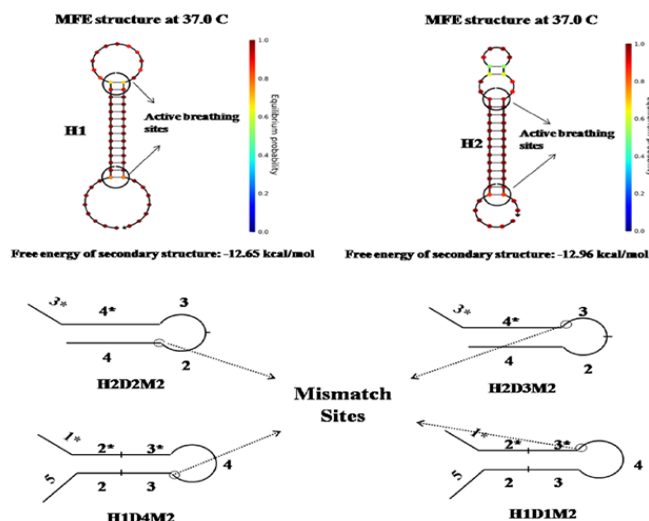 MFE structure at 37.0 C
MFE structure at 37.0 C
1.0
0.8
0.6
0.4
0.2
0.0
Equilibrium probability
H1
Active breathing
sites
1.0
0.8
0.6
0.4
0.2
0.0
H2
Active breathing
sites
Free energy of secondary structure: -12.65 kcal/mol
Free energy of secondary structure: -12.96 kcal/mol
3*
4*
3
4
2
H2D2M2
3*
4*
3
4
2
H2D3M2
Mismatch
Sites
1*
2*
3*
4
5
2
3
H1D4M2
1*
2*
3*
4
5
2
3
H1D1M2